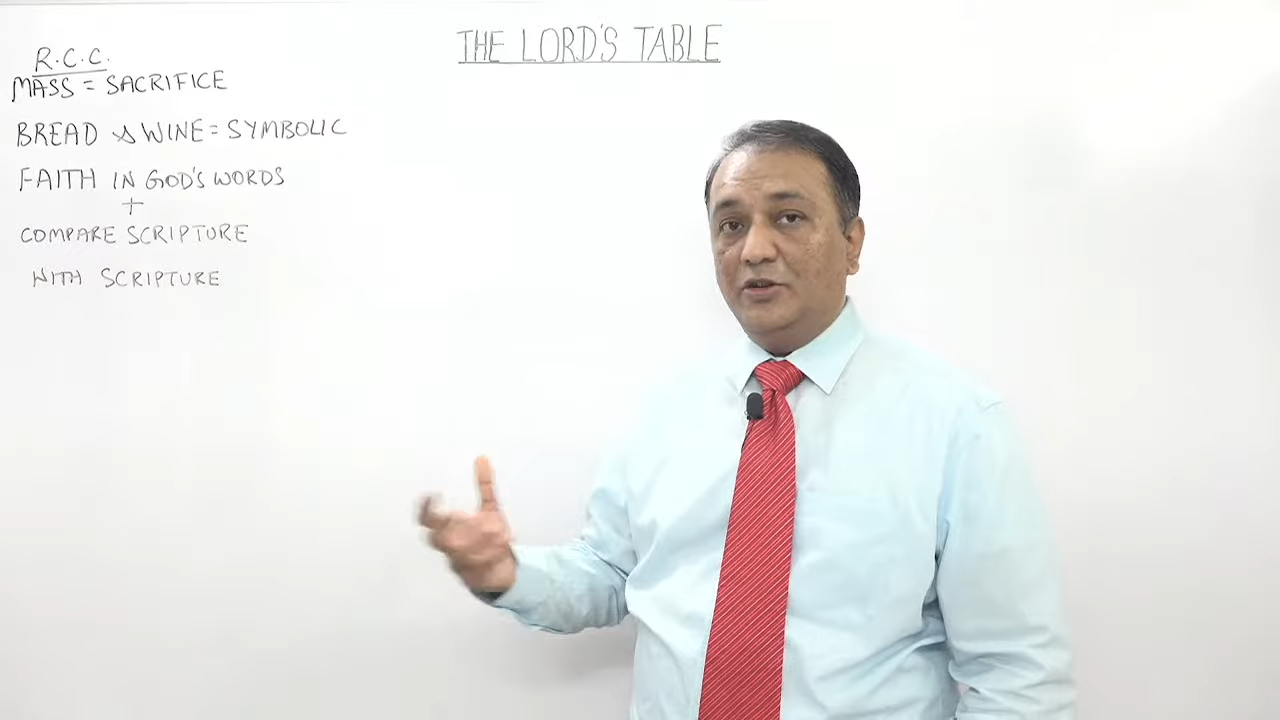 THE LORD'S TABLE
R.C.C.
MASS = SACRIFICE
BREAD & WINE = SYMBOLIC
FAITH IN GOD'S WORDS
+
COMPARE SCRIPTURE
WITH SCRIPTURE